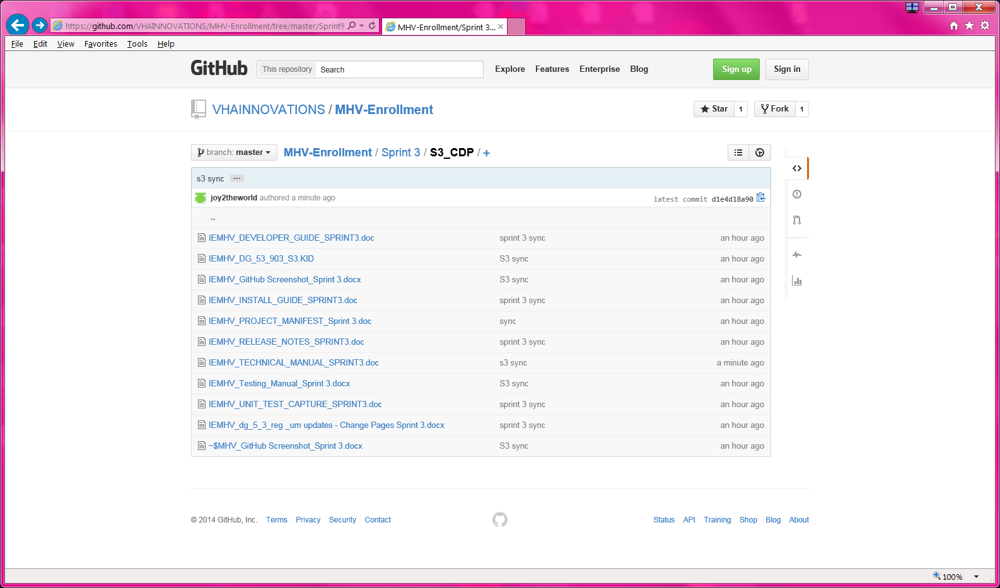 https://github.com/VHAINNOVATIONS/MHV-Enrollment/tree/master/Sprint%
MHV-Enrollment/Sprint 3...
File Edit View Favorites Tools Help
GitHub This repository Search Explore Features Enterprise Blog Sign up Sign in
VHAINNOVATIONS / MHV-Enrollment Star 1 Fork 1
branch: master MHV-Enrollment / Sprint 3 / S3_CDP / +
s3 sync ...
joy2theworld authored a minute ago latest commit d1e4d18a90
..
IEMHV_DEVELOPER_GUIDE_SPRINT3.doc sprint 3 sync an hour ago
IEMHV_DG_53_903_S3.KID S3 sync an hour ago
IEMHV_GitHub Screenshot_Sprint 3.docx S3 sync an hour ago
IEMHV_INSTALL_GUIDE_SPRINT3.doc sprint 3 sync an hour ago
IEMHV_PROJECT_MANIFEST_Sprint 3.doc sync an hour ago
IEMHV_RELEASE_NOTES_SPRINT3.doc sprint 3 sync an hour ago
IEMHV_TECHNICAL_MANUAL_SPRINT3.doc s3 sync a minute ago
IEMHV_Testing_Manual_Sprint 3.docx S3 sync an hour ago
IEMHV_UNIT_TEST_CAPTURE_SPRINT3.doc sprint 3 sync an hour ago
IEMHV_dg_5_3_reg _um updates - Change Pages Sprint 3.docx sprint 3 sync an hour ago
~$MHV_GitHub Screenshot_Sprint 3.docx S3 sync an hour ago
© 2014 GitHub, Inc. Terms Privacy Security Contact Status API Training Shop Blog About
100%